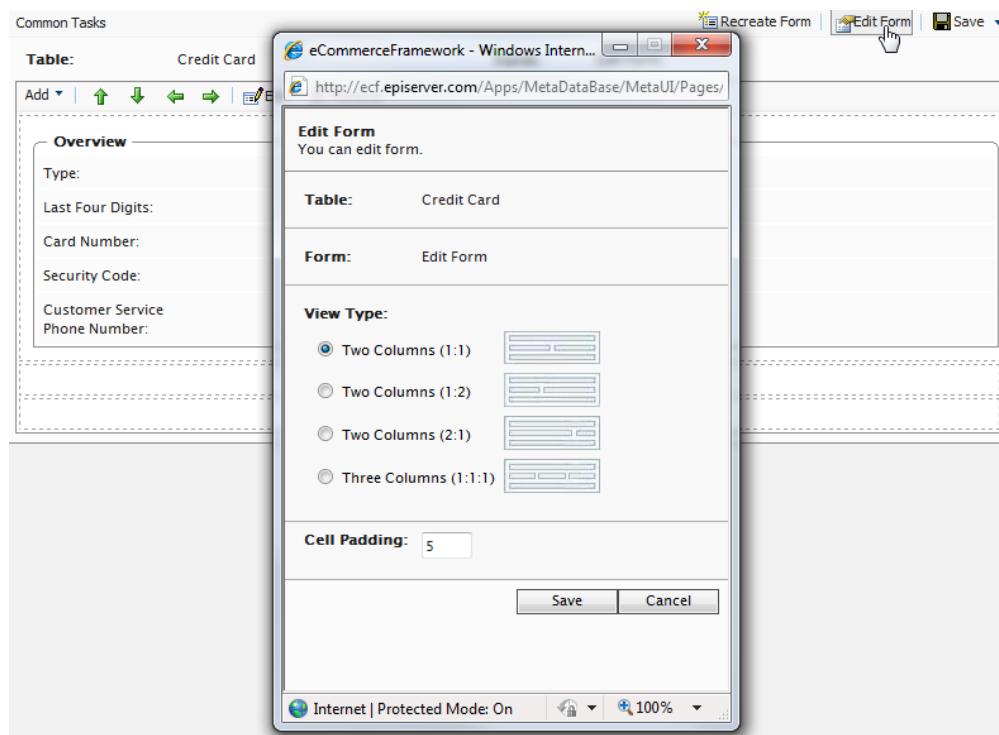 Common Tasks
Recreate Form
Edit Form
Save
Table: Credit Card
Add
eCommerceFramework - Windows Intern...
http://ecf.episerver.com/Apps/MetaDataBase/MetaUI/Pages/
Overview
Type:
Last Four Digits:
Card Number:
Security Code:
Customer Service
Phone Number:
Edit Form
You can edit form.
Table: Credit Card
Form: Edit Form
View Type:
Two Columns (1:1)
Two Columns (1:2)
Two Columns (2:1)
Three Columns (1:1:1)
Cell Padding: 5
Save Cancel
Internet | Protected Mode: On
100%